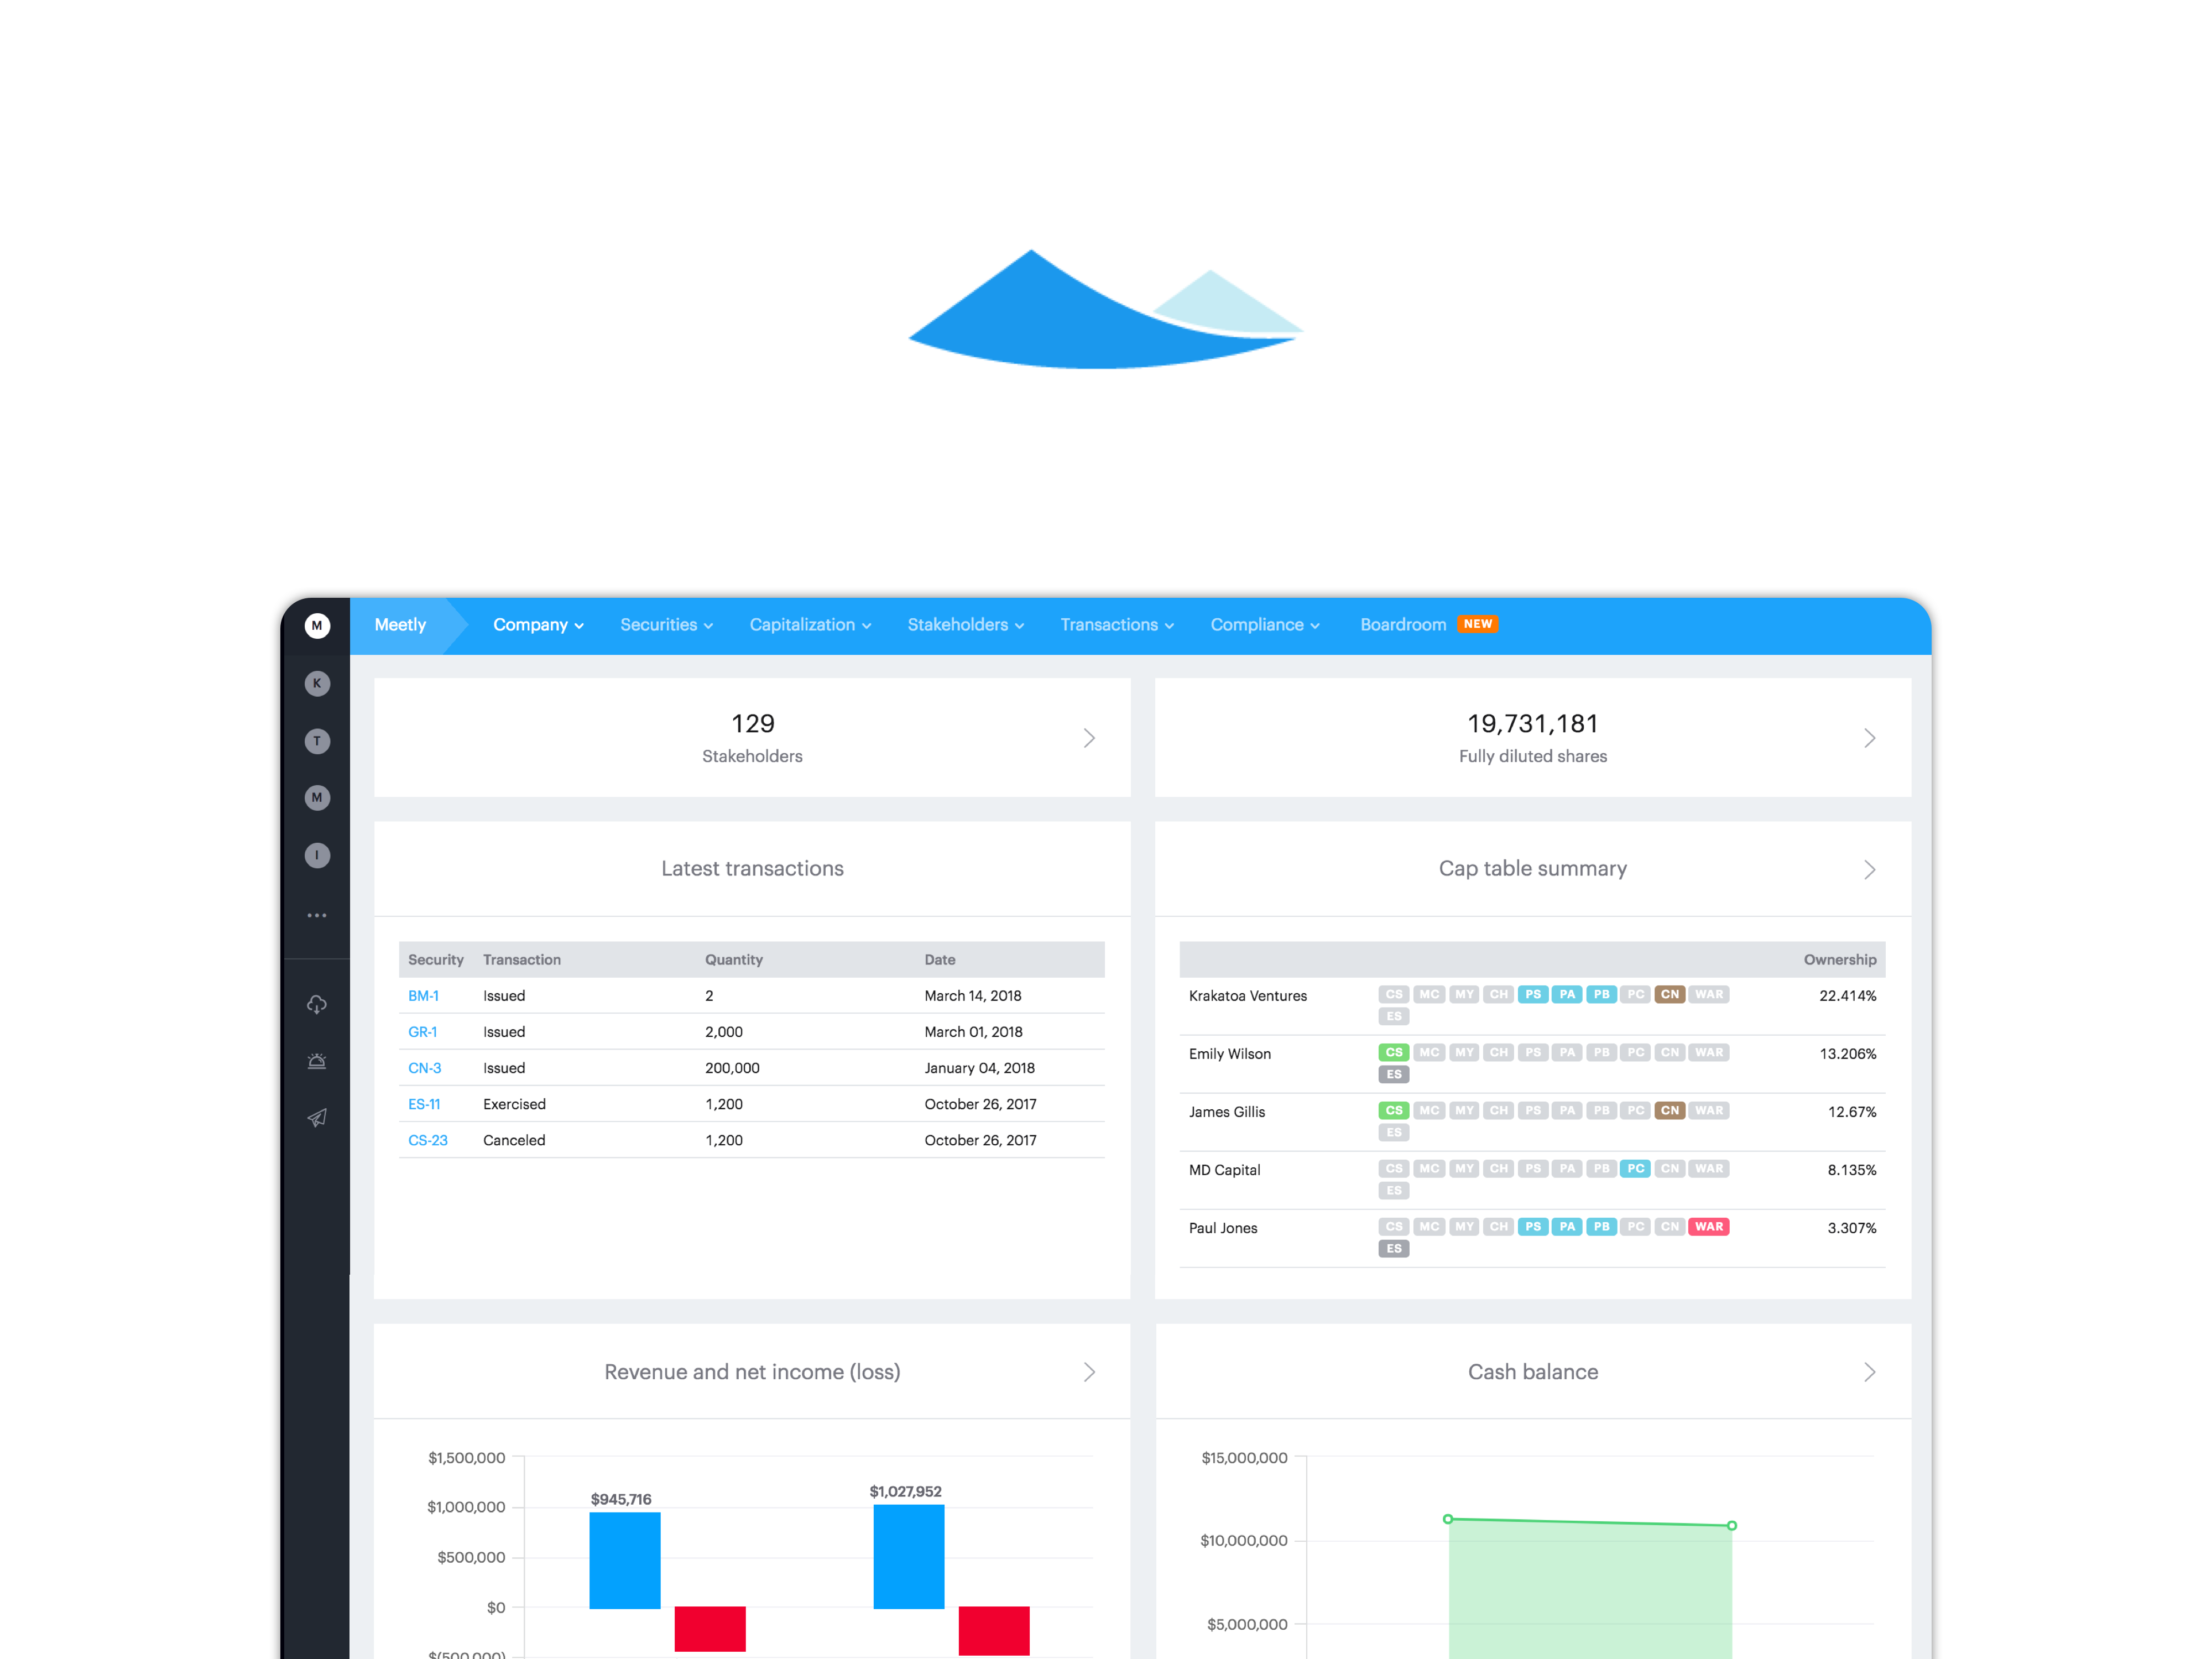 M Meetly Company Securities Capitalization Stakeholders Transactions Compliance Boardroom NEW
K
T
M
I
129
Stakeholders
19,731,181
Fully diluted shares
Latest transactions
Security Transaction Quantity Date
BM-1 Issued 2 March 14, 2018
GR-1 Issued 2,000 March 01, 2018
CN-3 Issued 200,000 January 04, 2018
ES-11 Exercised 1,200 October 26, 2017
CS-23 Canceled 1,200 October 26, 2017
Cap table summary
Ownership
Krakatoa Ventures CS MC MY CH PS PA PB PC CN WAR 22.414%
ES
Emily Wilson CS MC MY CH PS PA PB PC CN WAR 13.206%
ES
James Gillis CS MC MY CH PS PA PB PC CN WAR 12.67%
ES
MD Capital CS MC MY CH PS PA PB PC CN WAR 8.135%
ES
Paul Jones CS MC MY CH PS PA PB PC CN WAR 3.307%
ES
Revenue and net income (loss)
$1,500,000
$1,000,000
$500,000
$0
$(500,000)
$945,716
$1,027,952
Cash balance
$15,000,000
$10,000,000
$5,000,000